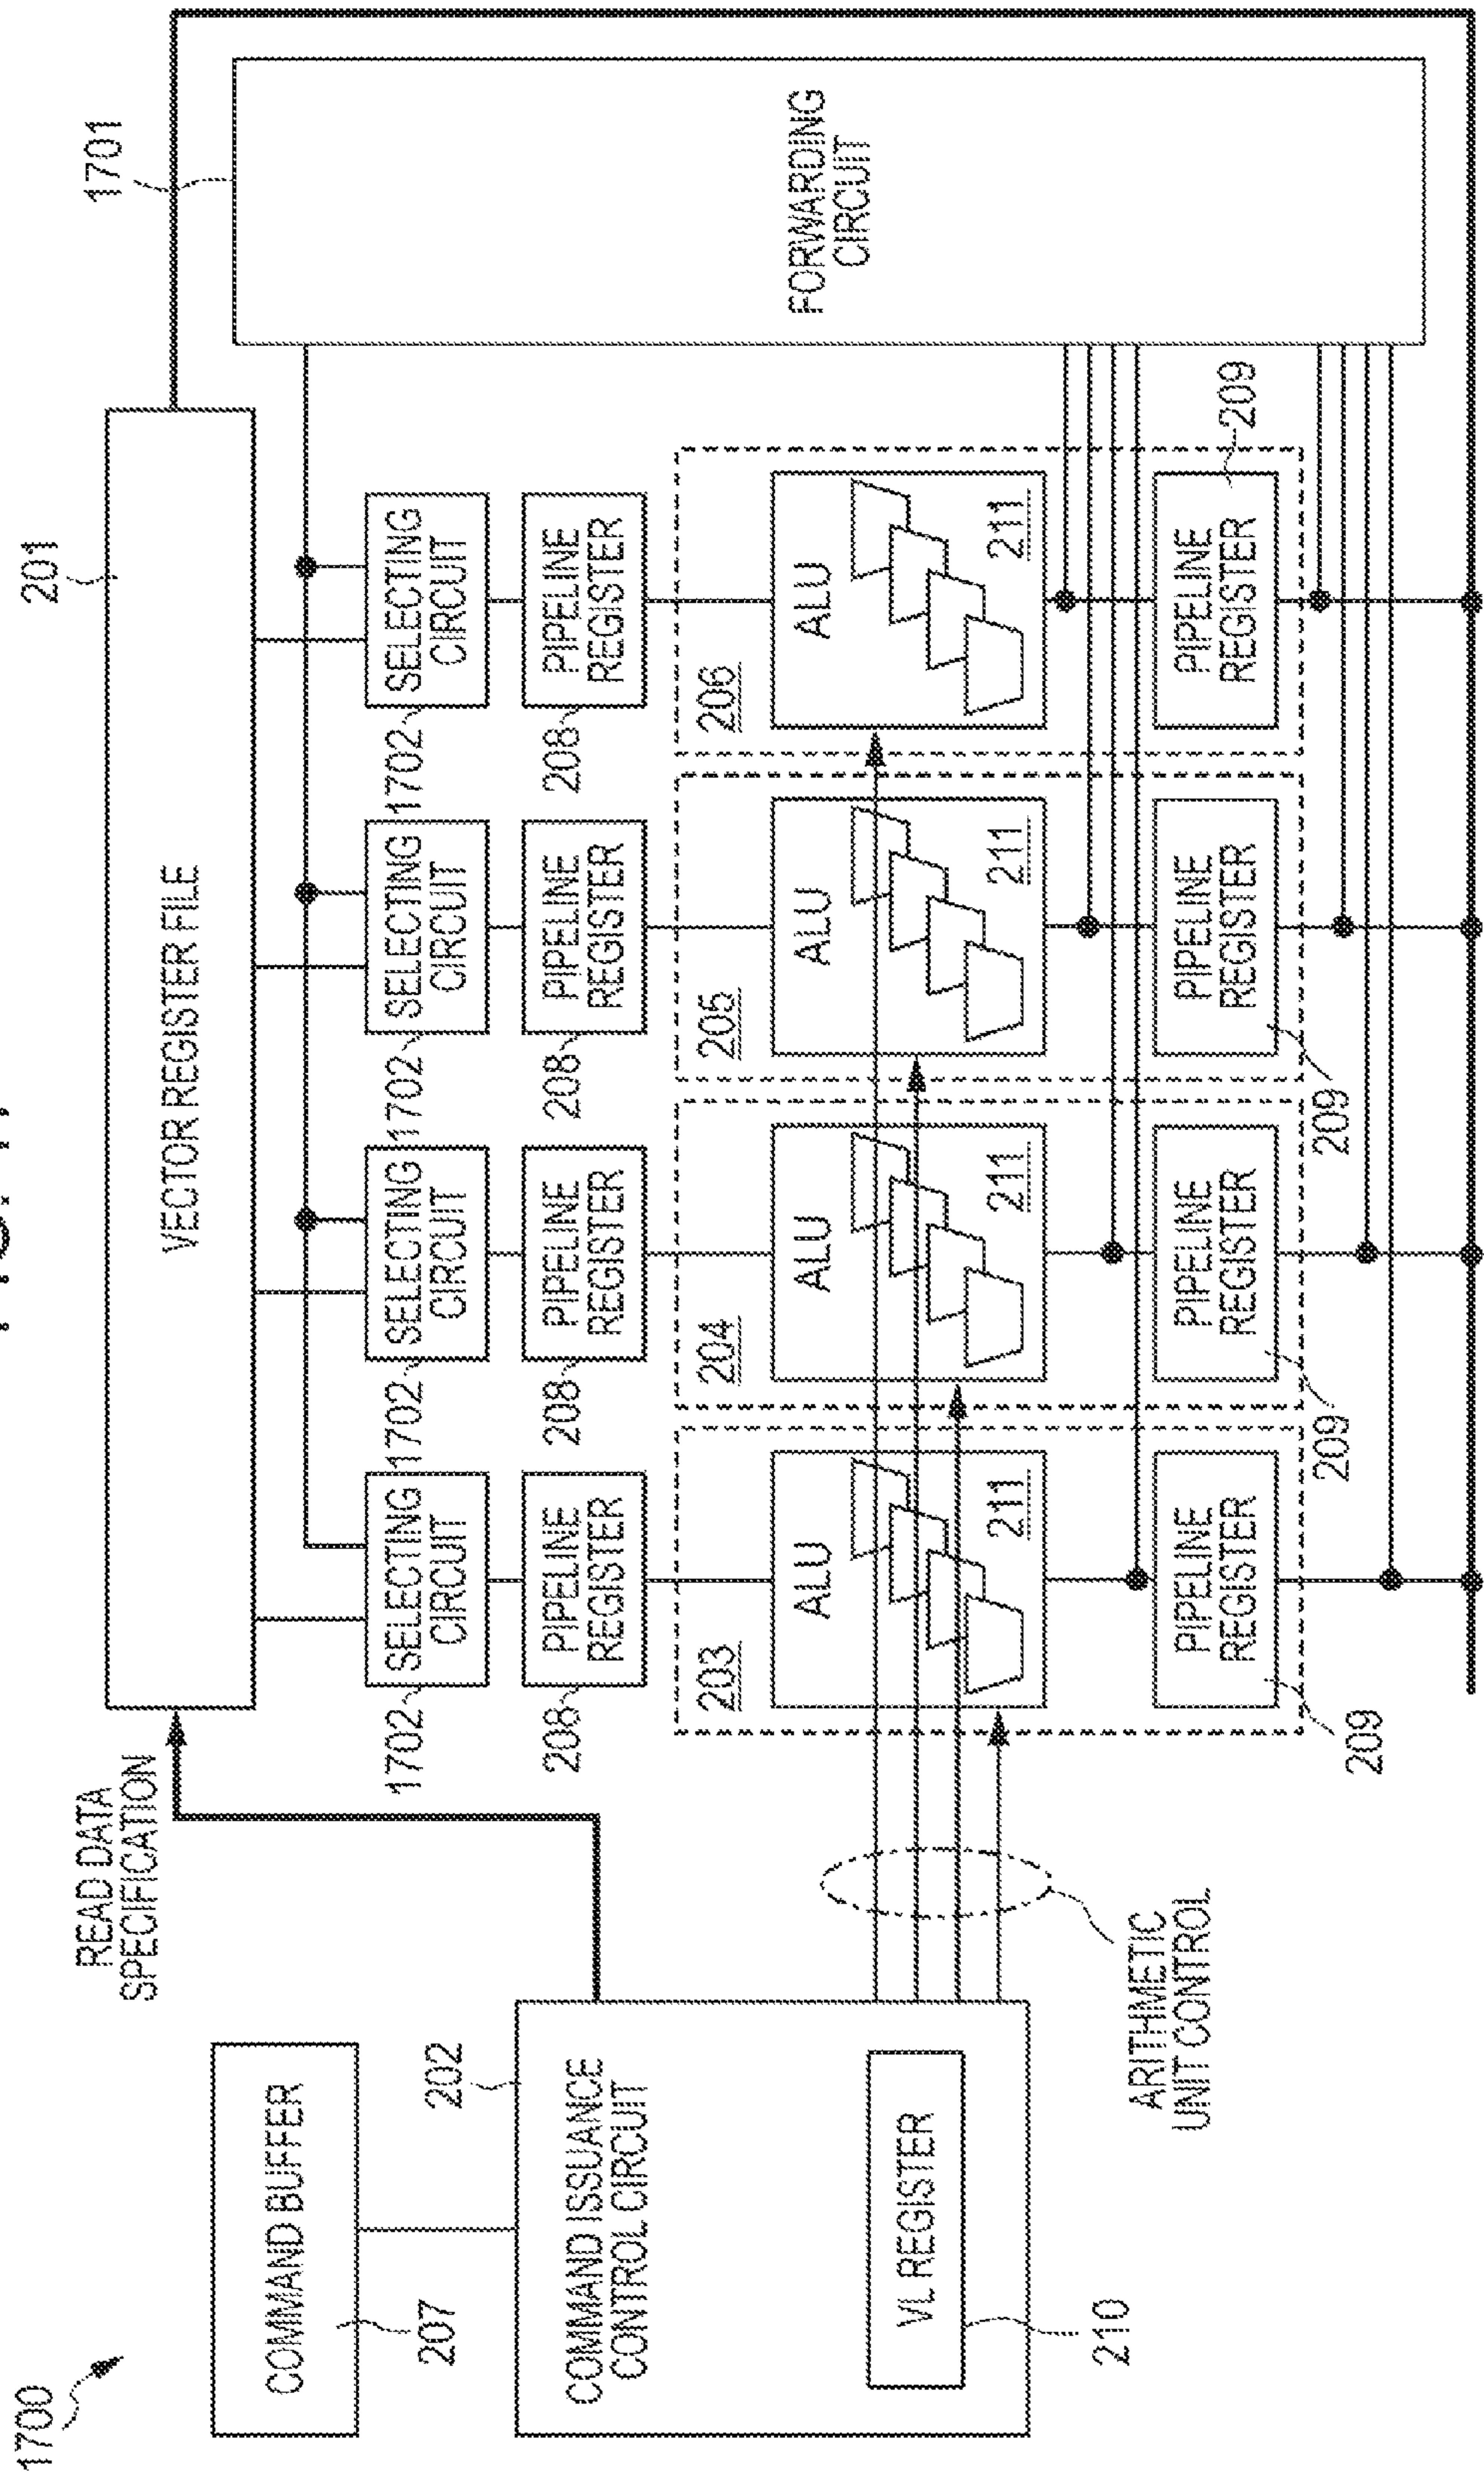 1700
201
1701
READ DATA
SPECIFICATION
VECTOR REGISTER FILE
COMMAND BUFFER
207
202
1702
SELECTING
CIRCUIT
1702
SELECTING
CIRCUIT
1702
SELECTING
CIRCUIT
1702
SELECTING
CIRCUIT
208
PIPELINE
REGISTER
208
PIPELINE
REGISTER
208
PIPELINE
REGISTER
208
PIPELINE
REGISTER
COMMAND ISSUANCE
CONTROL CIRCUIT
203
204
205
206
ALU
ALU
ALU
ALU
FORWARDING
CIRCUIT
VL REGISTER
211
211
211
211
210
ARITHMETIC
UNIT CONTROL
PIPELINE
REGISTER
PIPELINE
REGISTER
PIPELINE
REGISTER
PIPELINE
REGISTER
209
209
209
209